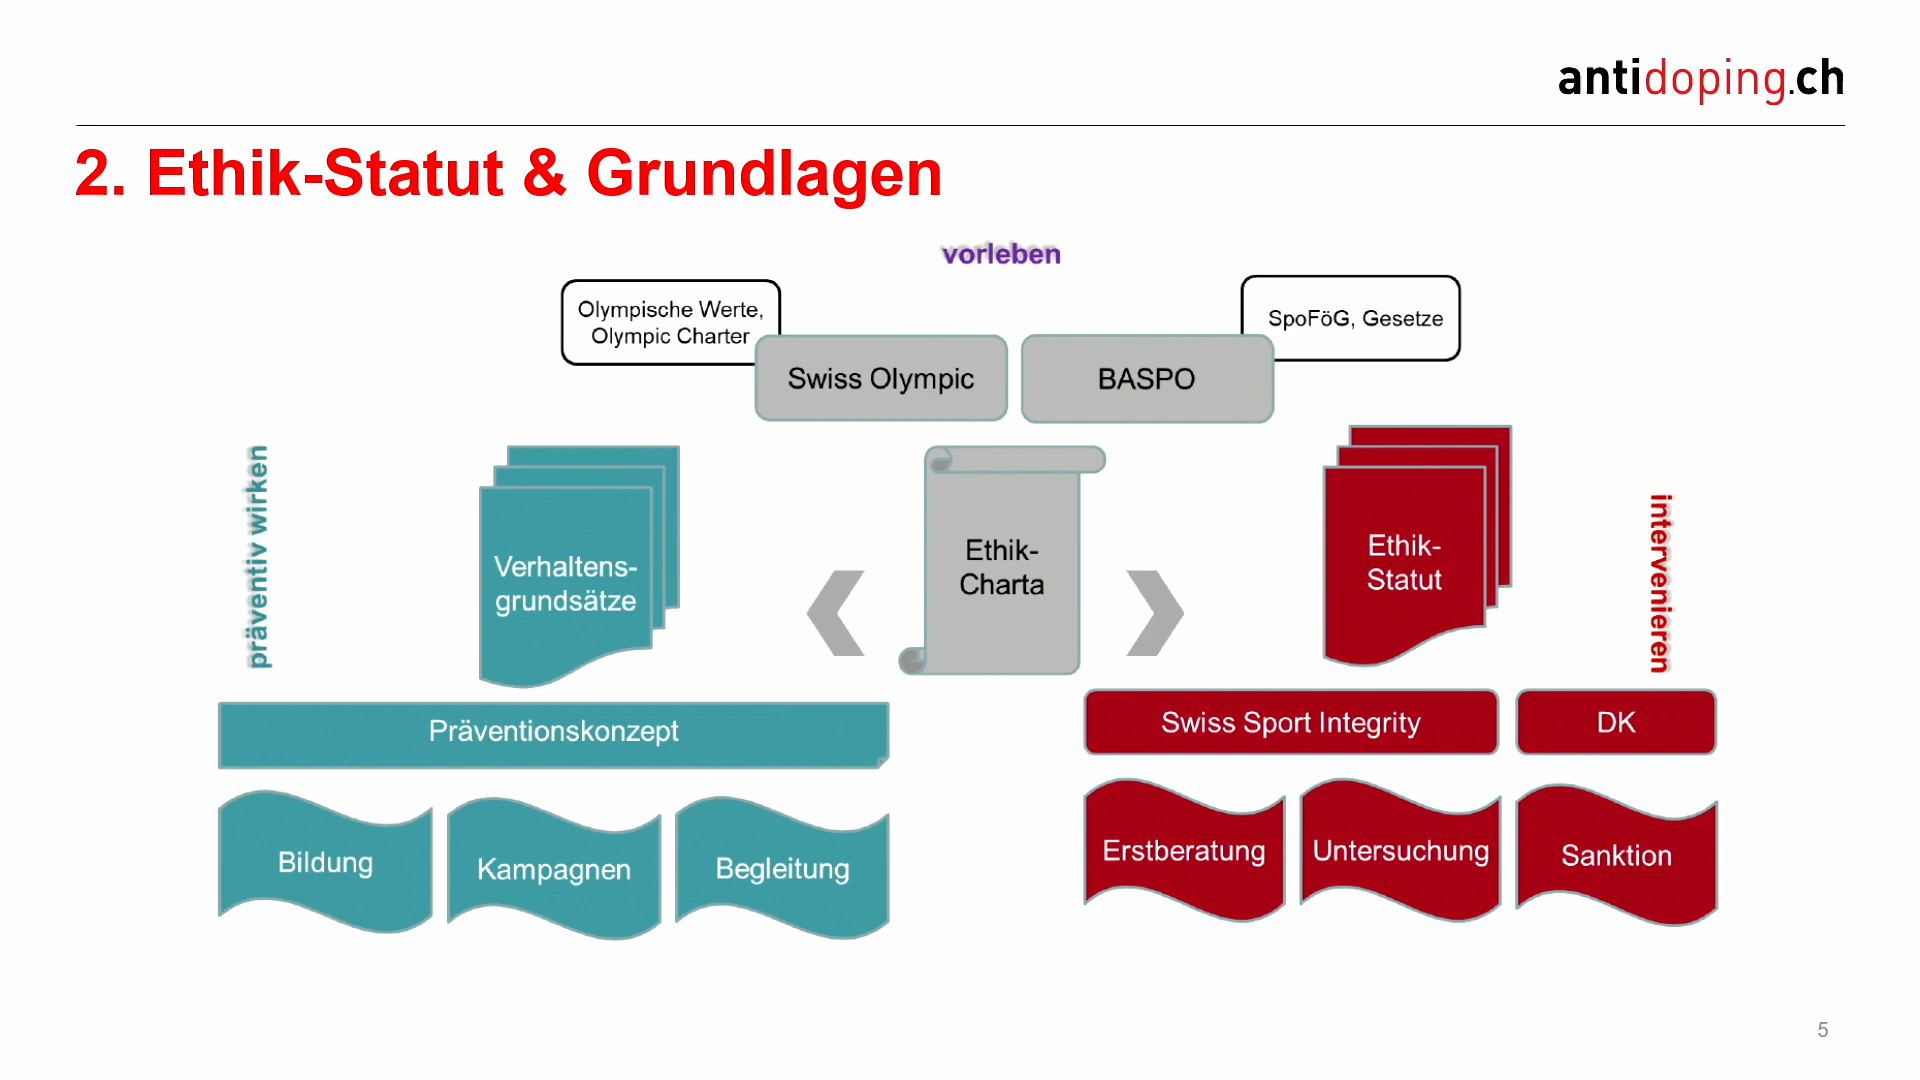 antidoping.ch
2. Ethik-Statut & Grundlagen
vorleben
Olympische Werte,
Olympic Charter
SpoFöG, Gesetze
Swiss Olympic
BASPO
präventiv wirken
Verhaltens-
grundsätze
Ethik-
Charta
Ethik-
Statut
intervenieren
Präventionskonzept
Swiss Sport Integrity
DK
Bildung
Kampagnen
Begleitung
Erstberatung
Untersuchung
Sanktion
5